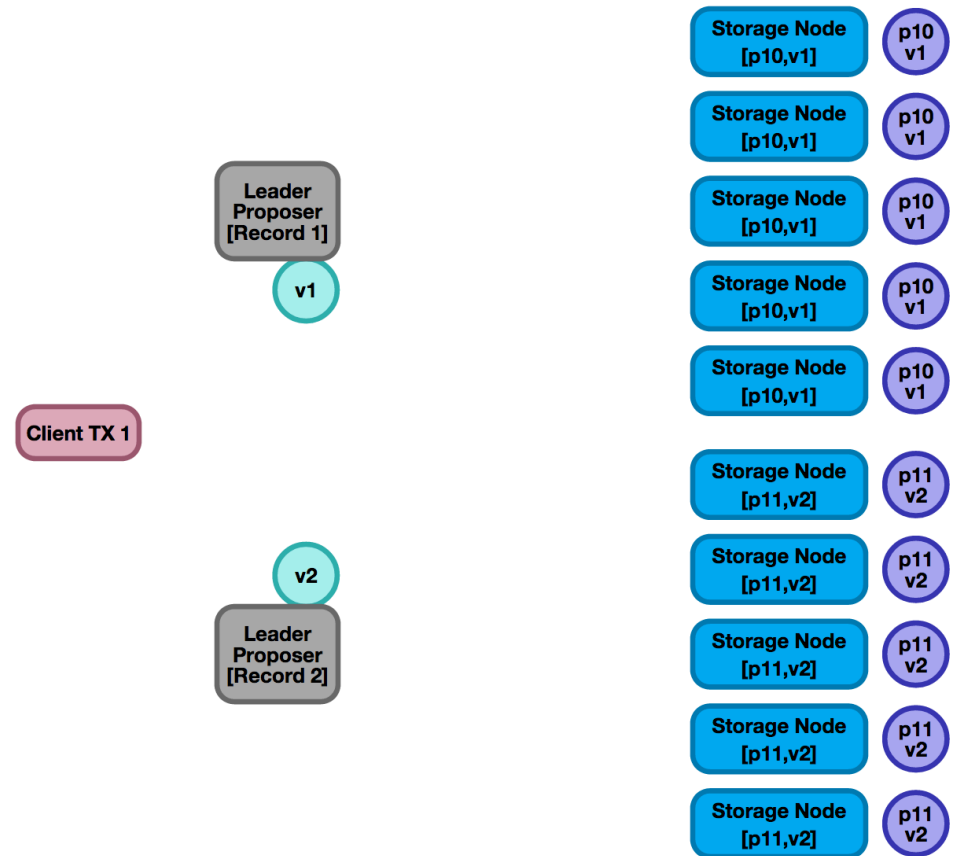 Storage Node
[p10,v1]
p10
v1
Storage Node
[p10,v1]
p10
v1
Leader
Proposer
[Record 1]
Storage Node
[p10,v1]
p10
v1
v1
Storage Node
[p10,v1]
p10
v1
Storage Node
[p10,v1]
p10
v1
Client TX 1
Storage Node
[p11,v2]
p11
v2
v2
Storage Node
[p11,v2]
p11
v2
Leader
Proposer
[Record 2]
Storage Node
[p11,v2]
p11
v2
Storage Node
[p11,v2]
p11
v2
Storage Node
[p11,v2]
p11
v2